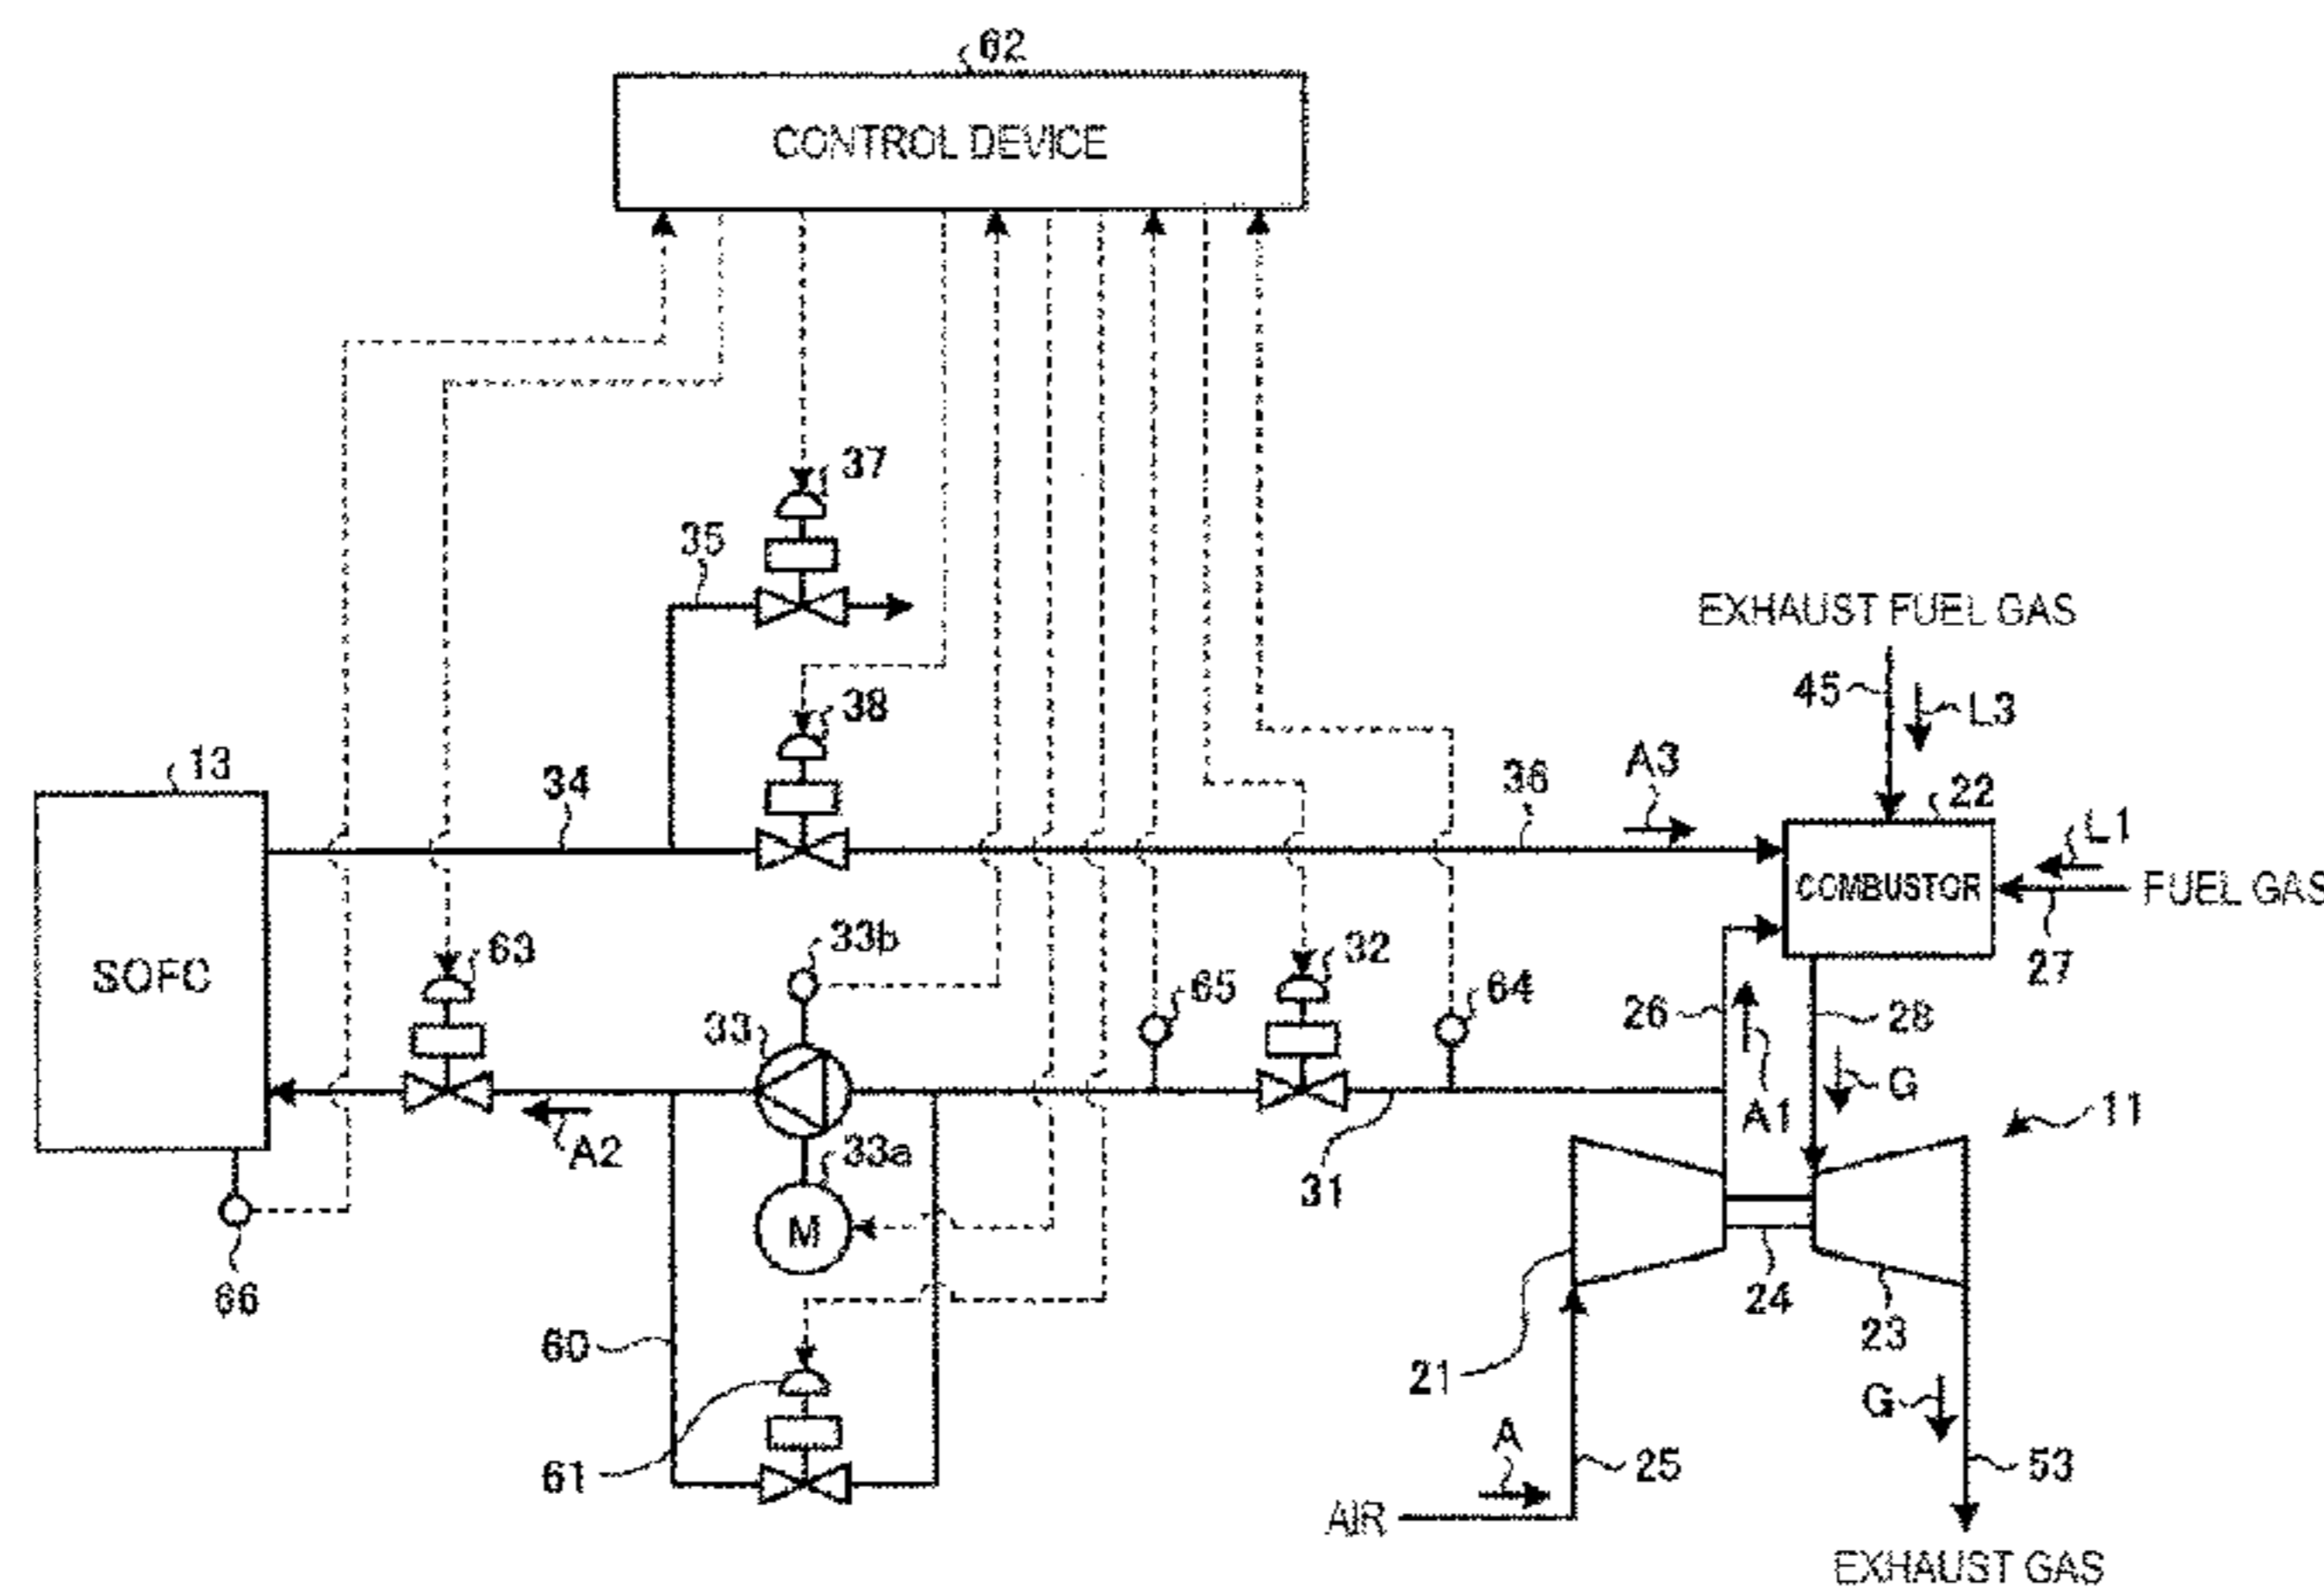 62
CONTROL DEVICE
37
35
EXHAUST FUEL GAS
45
L3
38
13
34
A3
36
22
L1
COMBUSTOR
FUEL GAS
27
SOFC
63
33b
65
32
64
26
28
33
A2
33a
M
31
A1
G
11
66
24
60
23
21
G
61
A
25
53
AIR
EXHAUST GAS